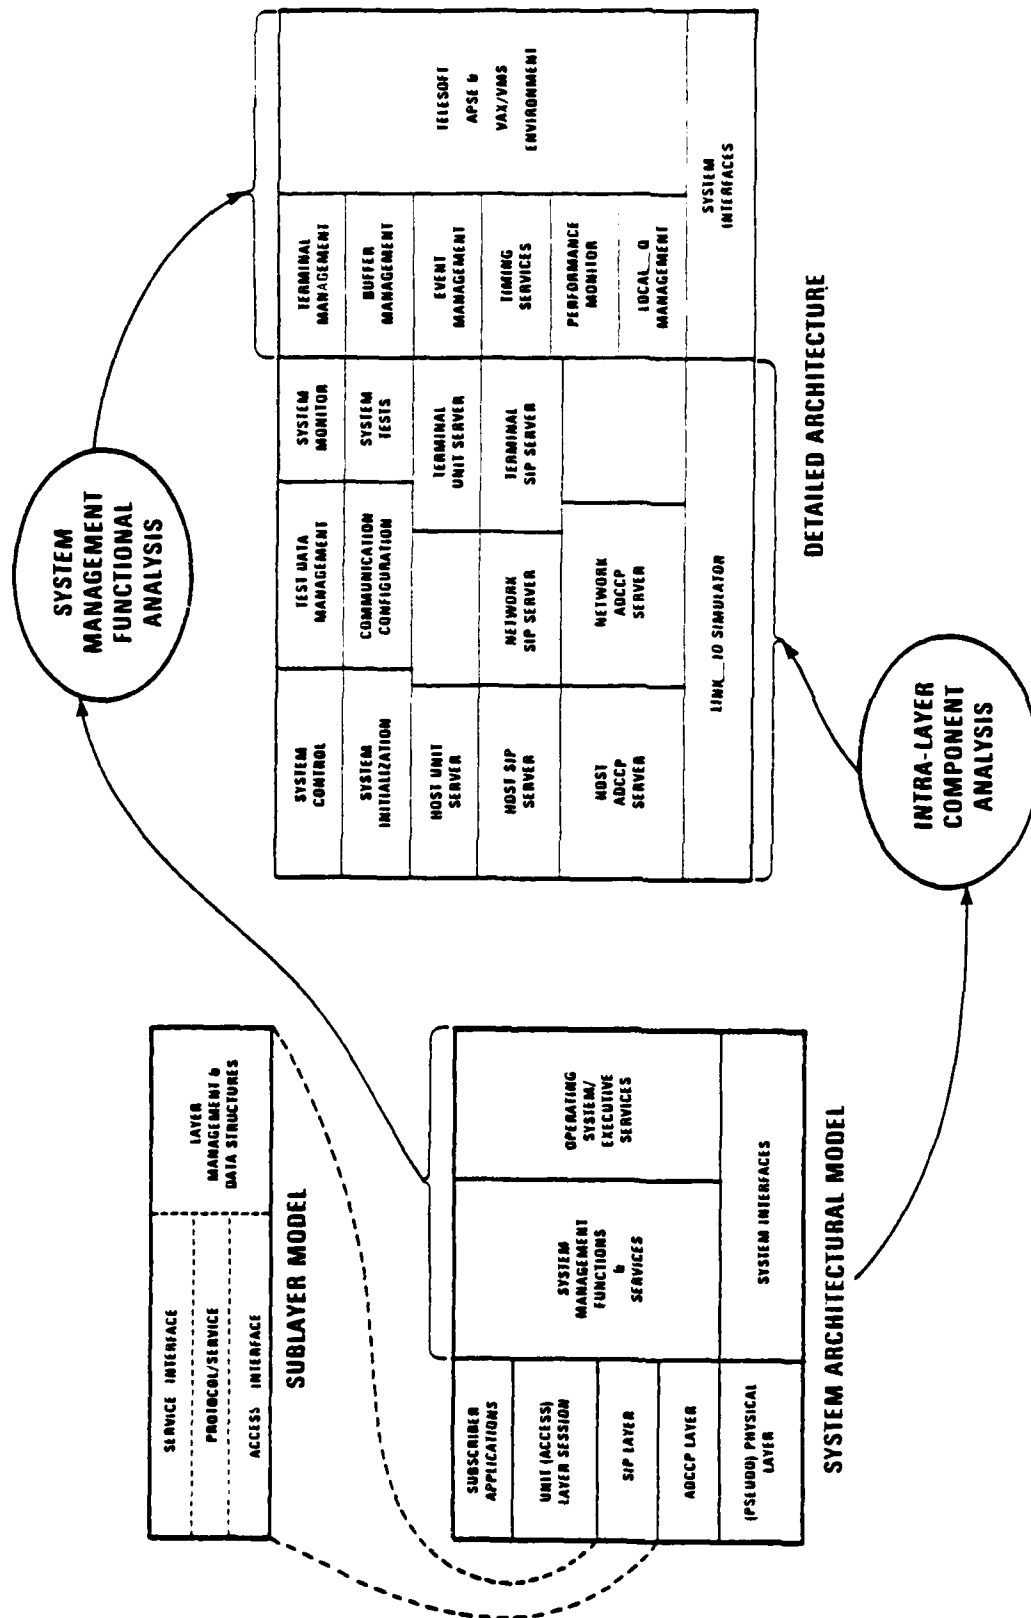 SERVICE INTERFACE
PROTOCOL/SERVICE
ACCESS INTERFACE
LAYER
MANAGEMENT &
DATA STRUCTURES
SUBLAYER MODEL
SUBSCRIBER
APPLICATIONS
UNIT (ACCESS)
LAYER SESSION
SIP LAYER
ADCCP LAYER
(PSEUDO) PHYSICAL
LAYER
SYSTEM
MANAGEMENT
FUNCTIONS
&
SERVICES
OPERATING
SYSTEM/
EXECUTIVE
SERVICES
SYSTEM INTERFACES
SYSTEM ARCHITECTURAL MODEL
SYSTEM
MANAGEMENT
FUNCTIONAL
ANALYSIS
INTRA-LAYER
COMPONENT
ANALYSIS
SYSTEM
CONTROL
TEST DATA
MANAGEMENT
SYSTEM
MONITOR
TERMINAL
MANAGEMENT
SYSTEM
INITIALIZATION
COMMUNICATION
CONFIGURATION
SYSTEM
TESTS
BUFFER
MANAGEMENT
HOST UNIT
SERVER
TERMINAL
UNIT SERVER
EVENT
MANAGEMENT
HOST SIP
SERVER
NETWORK
SIP SERVER
TERMINAL
SIP SERVER
TIMING
SERVICES
HOST
ADCCP
SERVER
NETWORK
ADCCP
SERVER
PERFORMANCE
MONITOR
LOCAL_Q
MANAGEMENT
TELESOFT
APSE &
VAX/VMS
ENVIRONMENT
LINK_IO SIMULATOR
SYSTEM
INTERFACES
DETAILED ARCHITECTURE